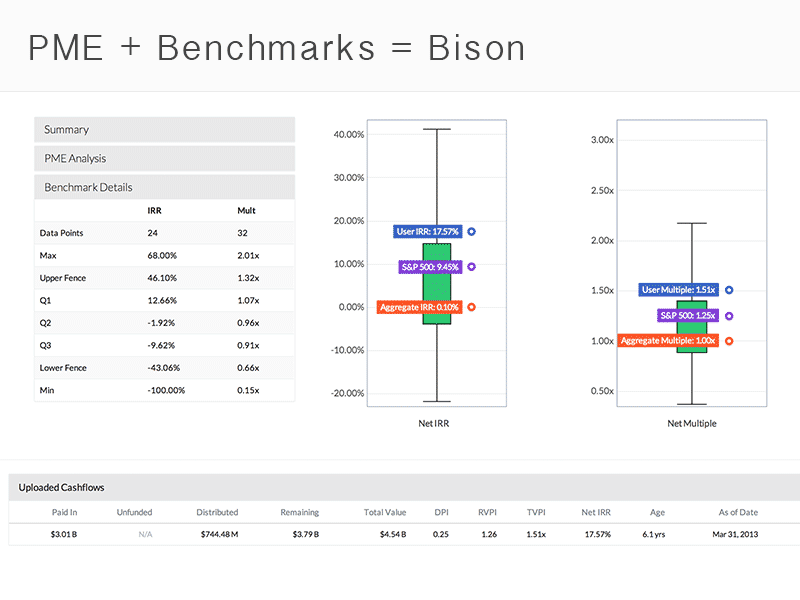 PME + Benchmarks = Bison
Summary
PME Analysis
Benchmark Details
IRR Mult
Data Points 24 32
Max 68.00% 2.01x
Upper Fence 46.10% 1.32x
Q1 12.66% 1.07x
Q2 -1.92% 0.96x
Q3 -9.62% 0.91x
Lower Fence -43.06% 0.66x
Min -100.00% 0.15x
40.00%
30.00%
20.00%
10.00%
0.00%
-10.00%
-20.00%
User IRR: 17.57%
S&P 500: 9.45%
Aggregate IRR: 0.10%
Net IRR
3.00x
2.50x
2.00x
1.50x
1.00x
0.50x
User Multiple: 1.51x
S&P 500: 1.25x
Aggregate Multiple: 1.00x
Net Multiple
Uploaded Cashflows
Paid In Unfunded Distributed Remaining Total Value DPI RVPI TVPI Net IRR Age As of Date
$3.01 B N/A $744.48 M $3.79 B $4.54 B 0.25 1.26 1.51x 17.57% 6.1 yrs Mar 31, 2013